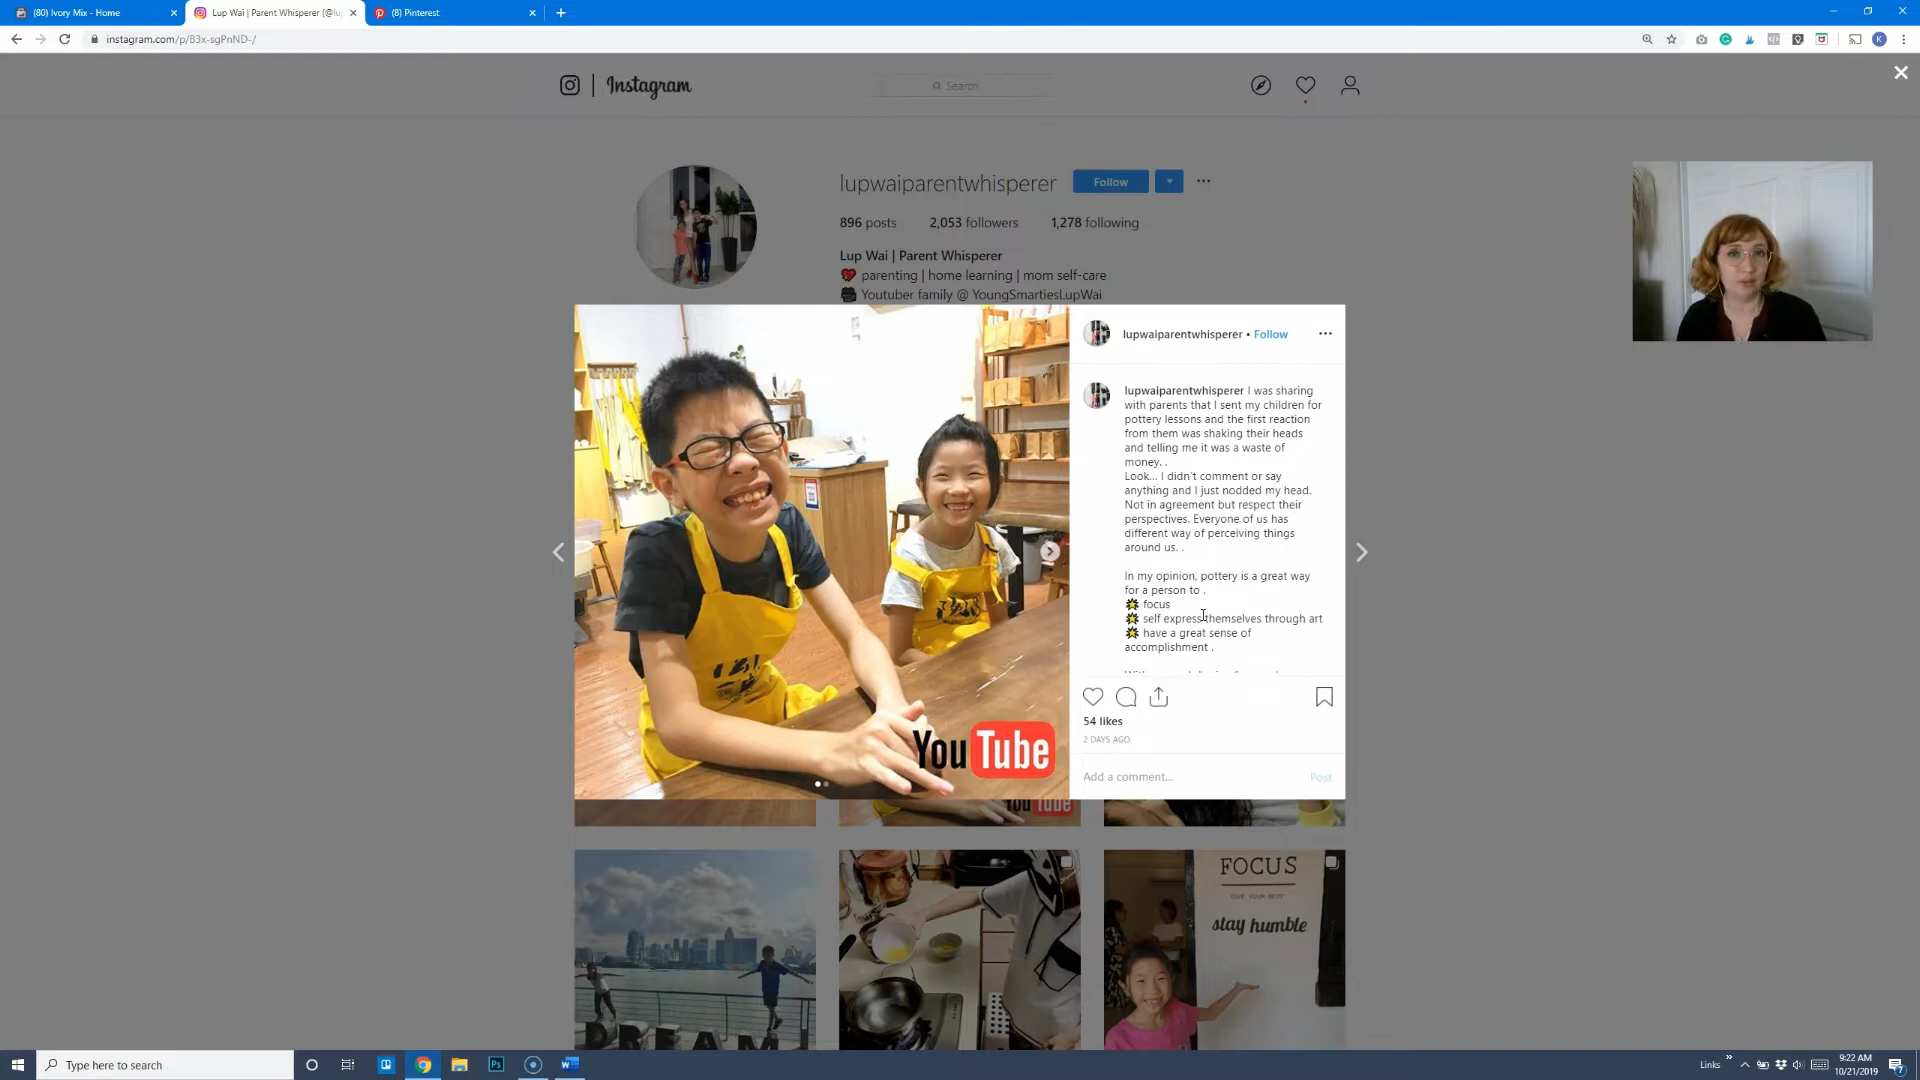 (80) Ivory Mix - Home
Lup Wai | Parent Whisperer (@lu
(8) Pinterest
instagram.com/p/B3x-sgPnND-/
Instagram
Search
lupwaiparentwhisperer
Follow
896 posts
2,053 followers
1,278 following
Lup Wai | Parent Whisperer
parenting | home learning | mom self-care
Youtuber family @ YoungSmartiesLupWai
lupwaiparentwhisperer • Follow
lupwaiparentwhisperer I was sharing
with parents that I sent my children for
pottery lessons and the first reaction
from them was shaking their heads
and telling me it was a waste of
money. .
Look... I didn't comment or say
anything and I just nodded my head.
Not in agreement but respect their
perspectives. Everyone of us has
different way of perceiving things
around us. .
In my opinion, pottery is a great way
for a person to .
focus
self express themselves through art
have a great sense of
accomplishment .
YouTube
54 likes
2 DAYS AGO
Add a comment...
Post
YouTube
FOCUS
GIVE YOUR BEST
stay humble
DREAM
Type here to search
Links
9:22 AM
10/21/2019